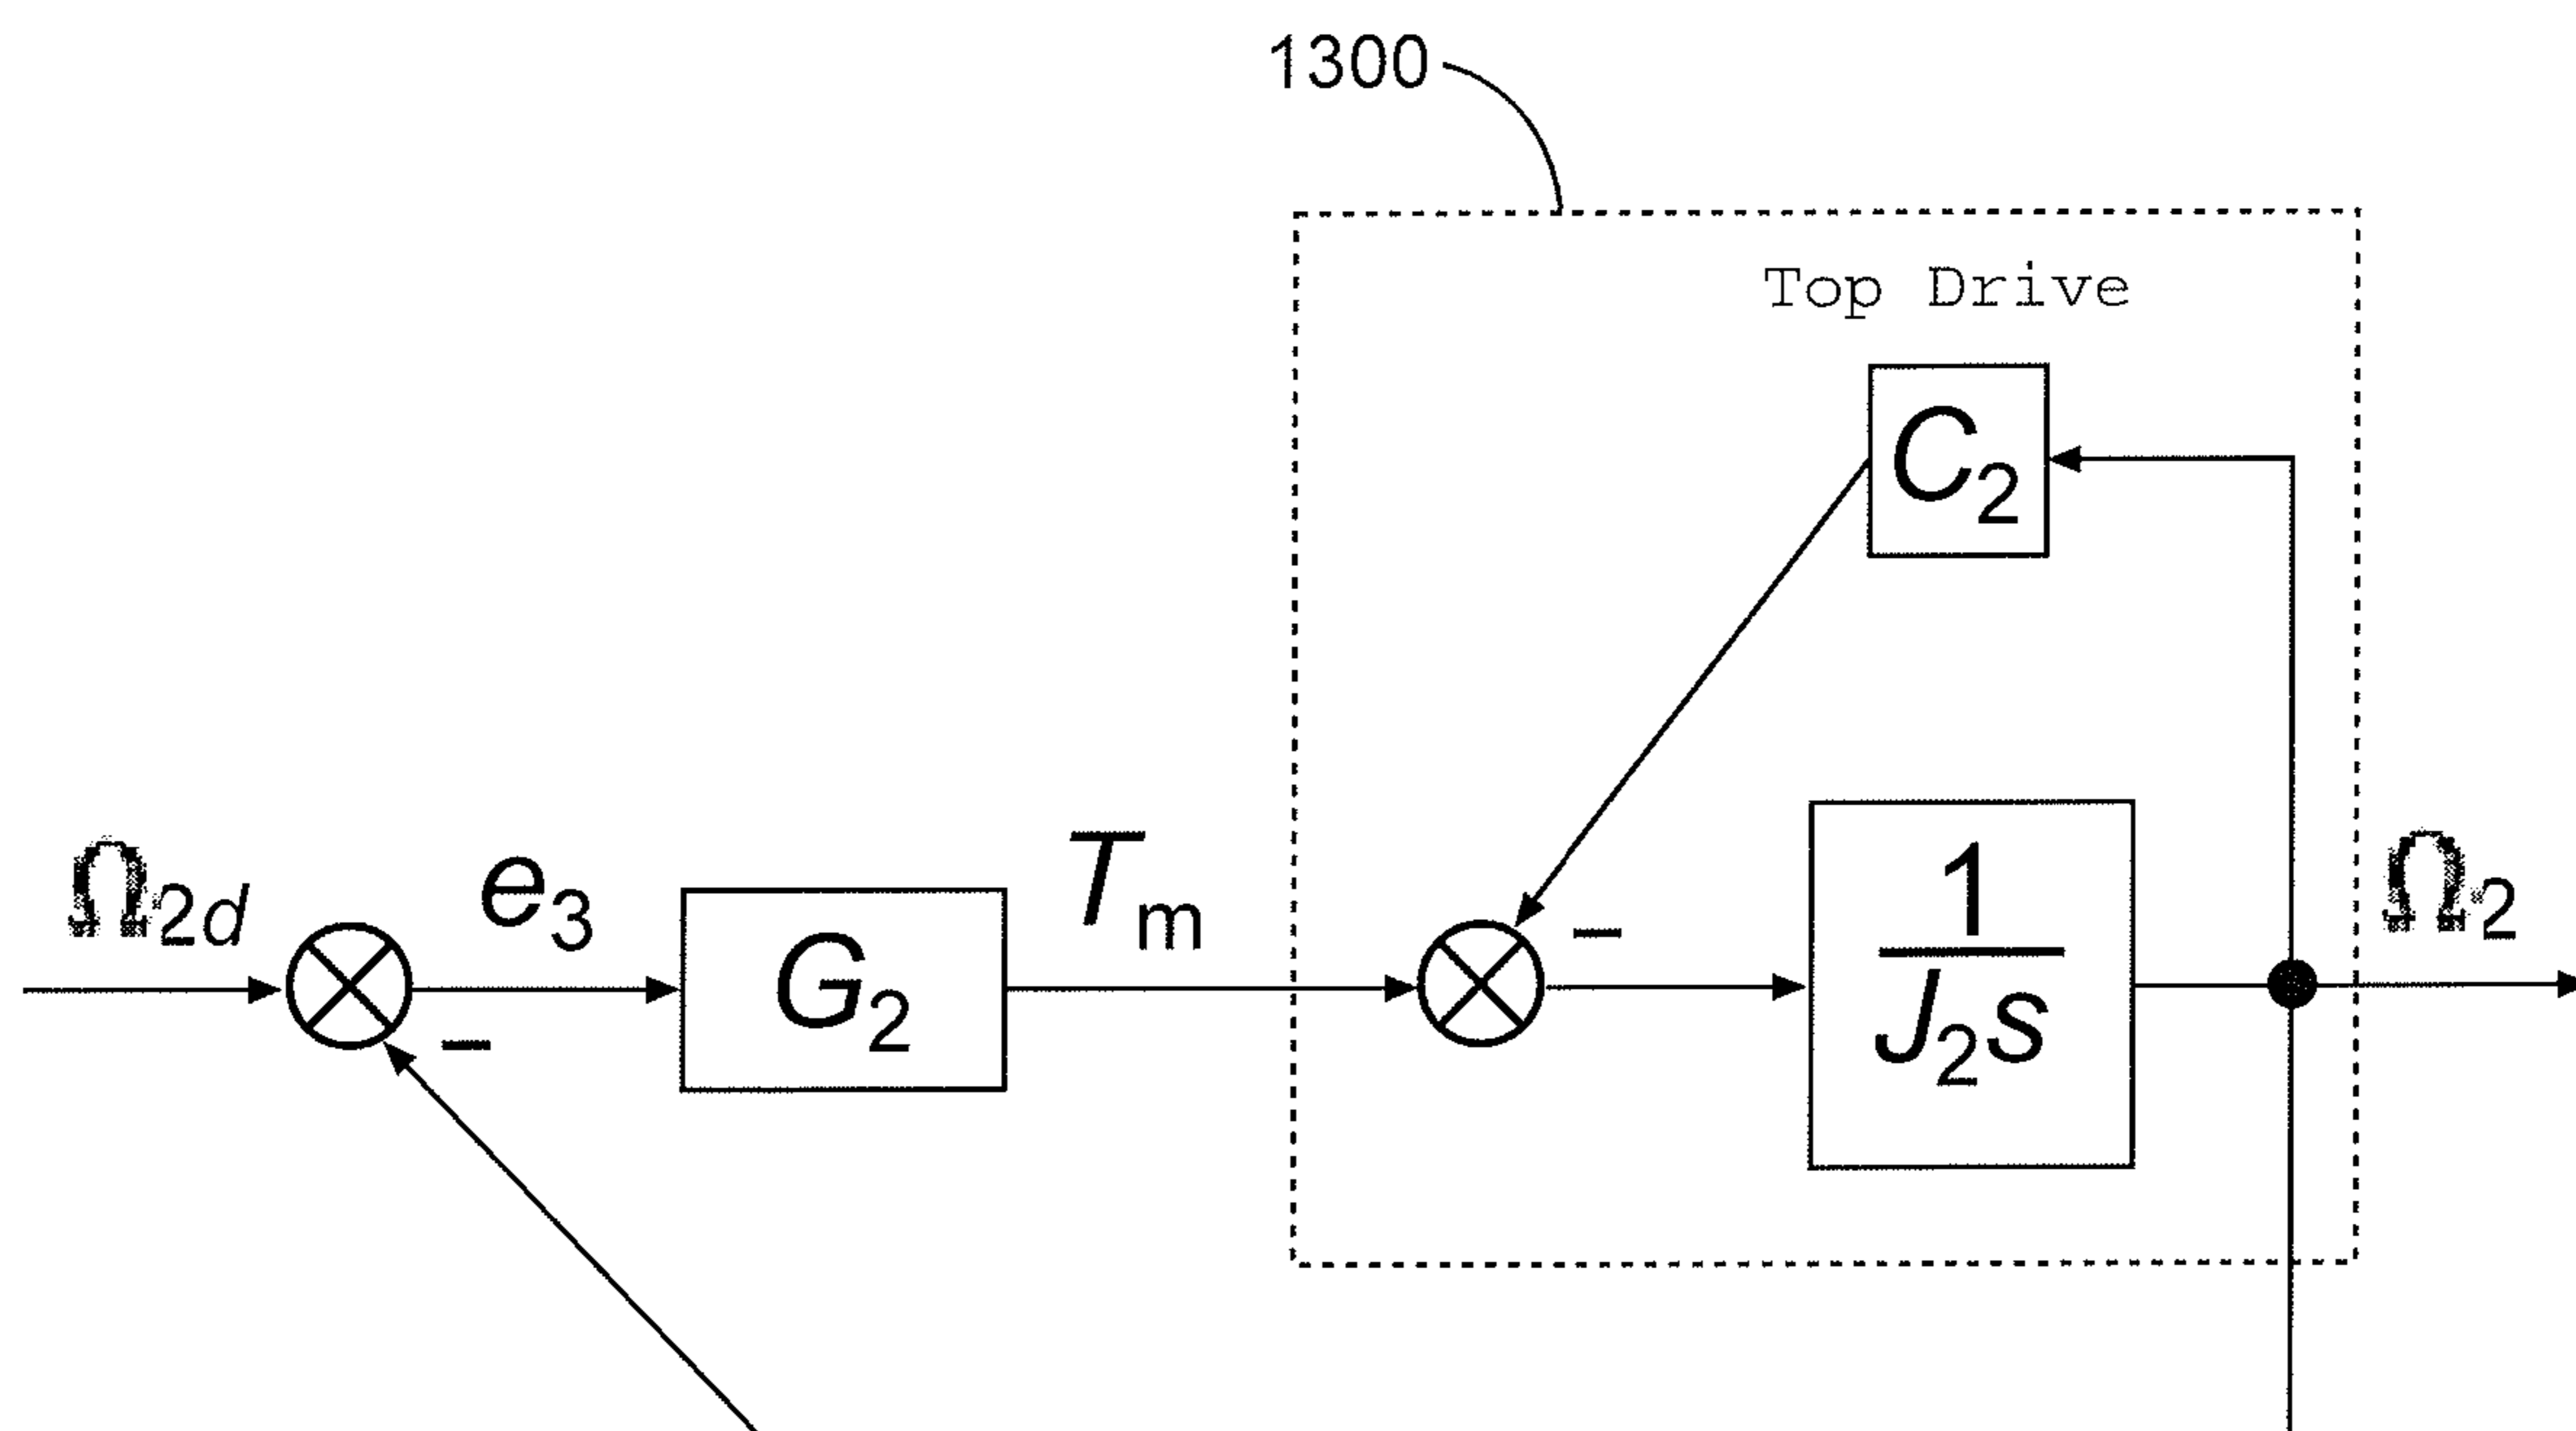 1300
Top Drive
C₂
Ω₂d e₃ G₂ Tₘ − 1/J₂s Ω₂
−